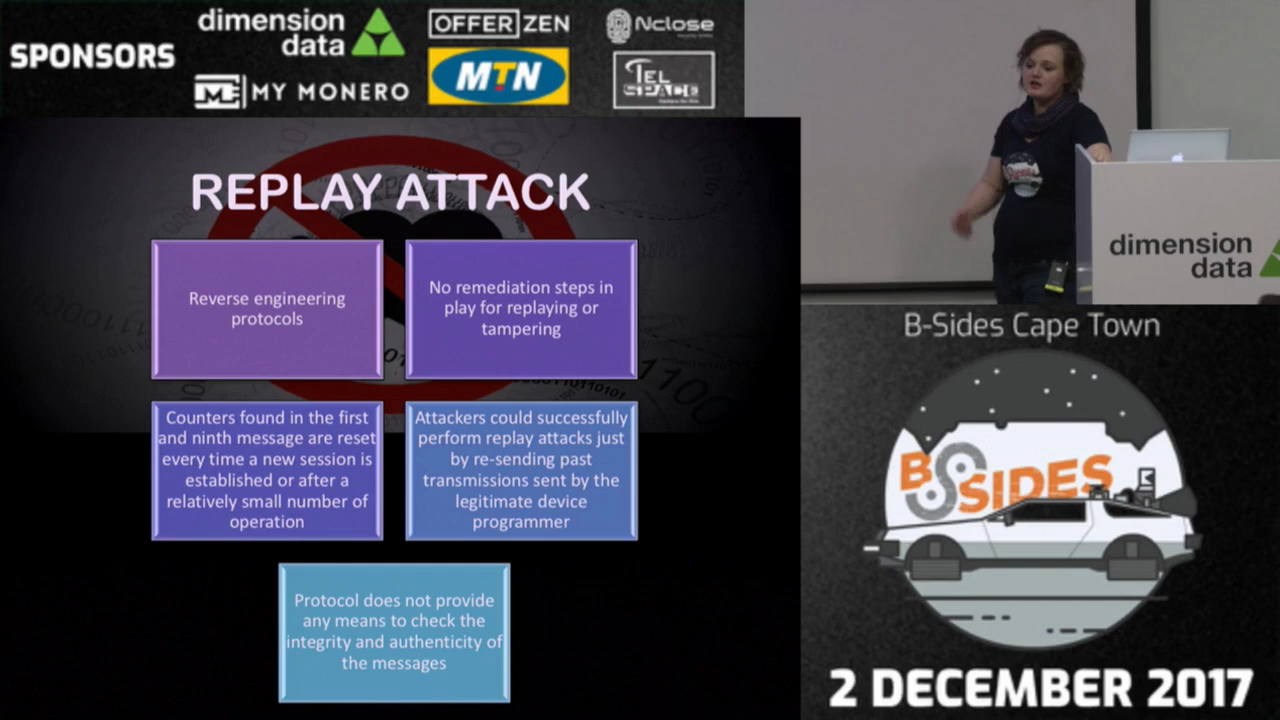 SPONSORS
dimension
data
OFFERZEN
Nclose
MY MONERO
MTN
TEL
SPACE
REPLAY ATTACK
Reverse engineering
protocols
No remediation steps in
play for replaying or
tampering
Counters found in the first
and ninth message are reset
every time a new session is
established or after a
relatively small number of
operation
Attackers could successfully
perform replay attacks just
by re-sending past
transmissions sent by the
legitimate device
programmer
Protocol does not provide
any means to check the
integrity and authenticity of
the messages
dimension
data
B-Sides Cape Town
BSIDES
2 DECEMBER 2017